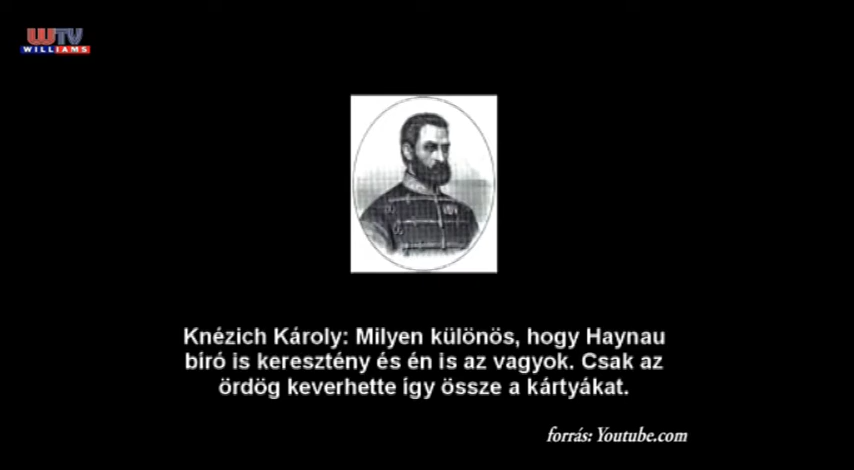 WTV
WILLIAMS
Knézich Károly: Milyen különös, hogy Haynau
bíró is keresztény és én is az vagyok. Csak az
ördög keverhette így össze a kártyákat.
forrás: Youtube.com